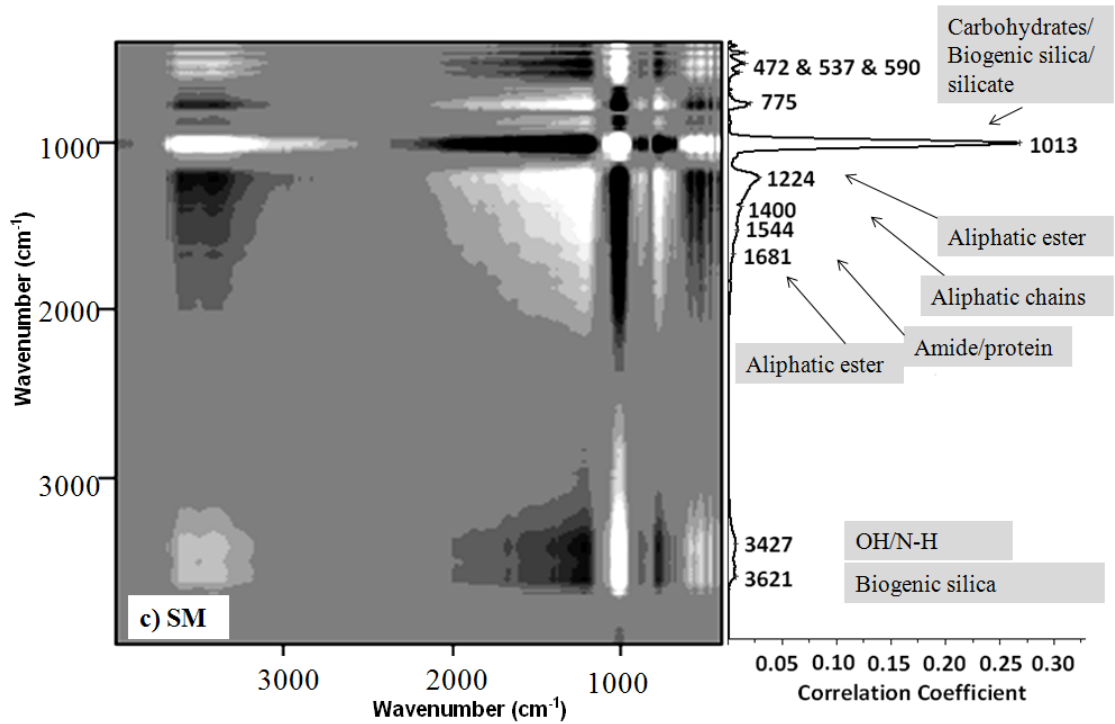 Carbohydrates/
Biogenic silica/
silicate
472 & 537 & 590
775
1000
1013
1224
1400
1544
1681
Aliphatic ester
Aliphatic chains
Amide/protein
Aliphatic ester
Wavenumber (cm-1)
2000
3000
3427
OH/N-H
3621
Biogenic silica
c) SM
3000
2000
1000
Wavenumber (cm-1)
0.05 0.10 0.15 0.20 0.25 0.30
Correlation Coefficient